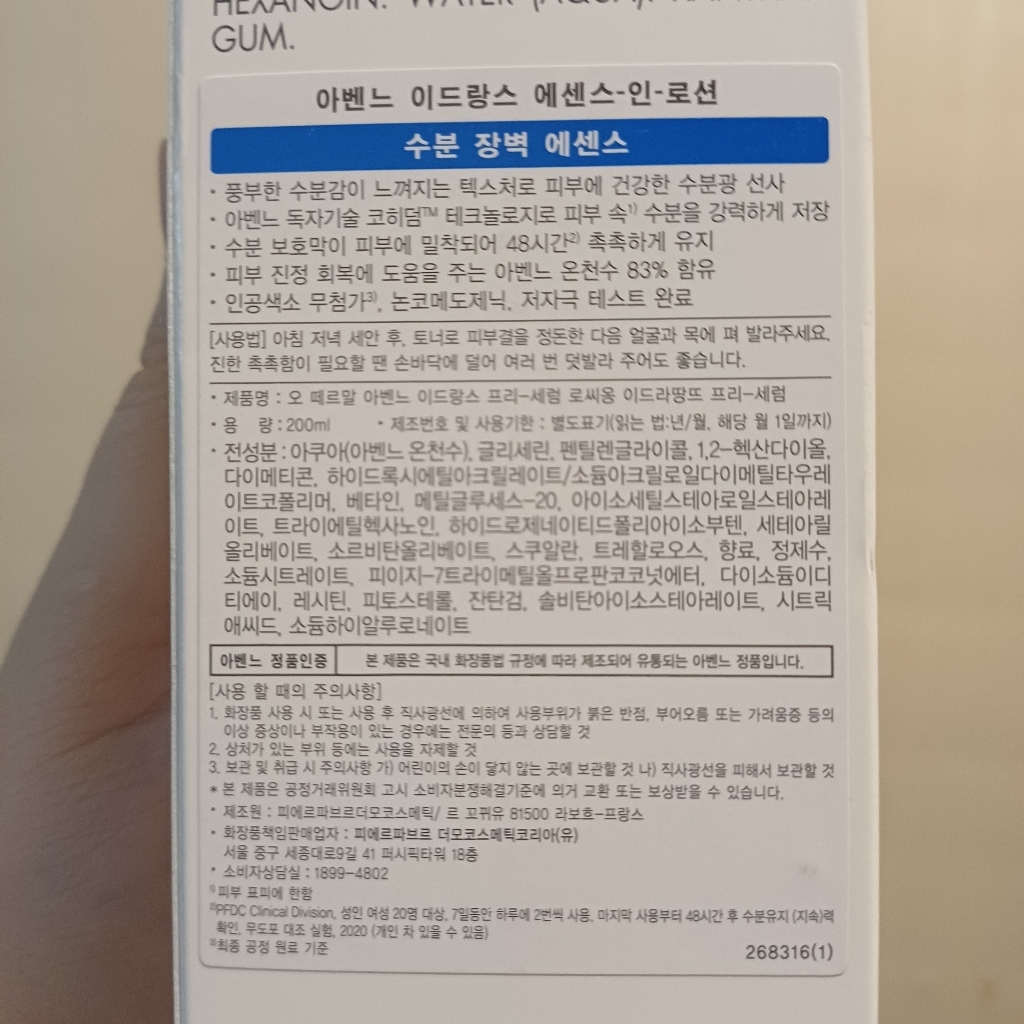 GUM.
아벤느 이드랑스 에센스-인-로션
수분 장벽 에센스
• 풍부한 수분감이 느껴지는 텍스처로 피부에 건강한 수분광 선사
• 아벤느 독자기술 코히덤™ 테크놀로지로 피부 속¹⁾ 수분을 강력하게 저장
• 수분 보호막이 피부에 밀착되어 48시간²⁾ 촉촉하게 유지
• 피부 진정 회복에 도움을 주는 아벤느 온천수 83% 함유
• 인공색소 무첨가³⁾, 논코메도제닉, 저자극 테스트 완료
[사용법] 아침 저녁 세안 후, 토너로 피부결을 정돈한 다음 얼굴과 목에 펴 발라주세요.
진한 촉촉함이 필요할 땐 손바닥에 덜어 여러 번 덧발라 주어도 좋습니다.
• 제품명 : 오 떼르말 아벤느 이드랑스 프리-세럼 로씨옹 이드라땅뜨 프리-세럼
• 용 량 : 200ml • 제조번호 및 사용기한 : 별도표기(읽는 법:년/월, 해당 월 1일까지)
• 전성분 : 아쿠아(아벤느 온천수), 글리세린, 펜틸렌글라이콜, 1,2-헥산다이올,
다이메티콘, 하이드록시에틸아크릴레이트/소듐아크릴로일다이메틸타우레
이트코폴리머, 베타인, 메틸글루세스-20, 아이소세틸스테아로일스테아레
이트, 트라이에틸헥사노인, 하이드로제네이티드폴리아이소부텐, 세테아릴
올리베이트, 소르비탄올리베이트, 스쿠알란, 트레할로오스, 향료, 정제수,
소듐시트레이트, 피이지-7트라이메틸올프로판코코넛에터, 다이소듐이디
티에이, 레시틴, 피토스테롤, 잔탄검, 솔비탄아이소스테아레이트, 시트릭
애씨드, 소듐하이알루로네이트
아벤느 정품인증 본 제품은 국내 화장품법 규정에 따라 제조되어 유통되는 아벤느 정품입니다.
[사용 할 때의 주의사항]
1. 화장품 사용 시 또는 사용 후 직사광선에 의하여 사용부위가 붉은 반점, 부어오름 또는 가려움증 등의
이상 증상이나 부작용이 있는 경우에는 전문의 등과 상담할 것
2. 상처가 있는 부위 등에는 사용을 자제할 것
3. 보관 및 취급 시 주의사항 가) 어린이의 손이 닿지 않는 곳에 보관할 것 나) 직사광선을 피해서 보관할 것
* 본 제품은 공정거래위원회 고시 소비자분쟁해결기준에 의거 교환 또는 보상받을 수 있습니다.
• 제조원 : 피에르파브르더모코스메틱/ 르 꼬뀌유 81500 라보흐-프랑스
• 화장품책임판매업자 : 피에르파브르 더모코스메틱코리아(유)
서울 중구 세종대로9길 41 퍼시픽타워 18층
• 소비자상담실 : 1899-4802
¹⁾피부 표피에 한함
²⁾PFDC Clinical Division, 성인 여성 20명 대상, 7일동안 하루에 2번씩 사용, 마지막 사용부터 48시간 후 수분유지 (지속)력
확인, 무도포 대조 실험, 2020 (개인 차 있을 수 있음)
³⁾최종 공정 원료 기준
268316(1)